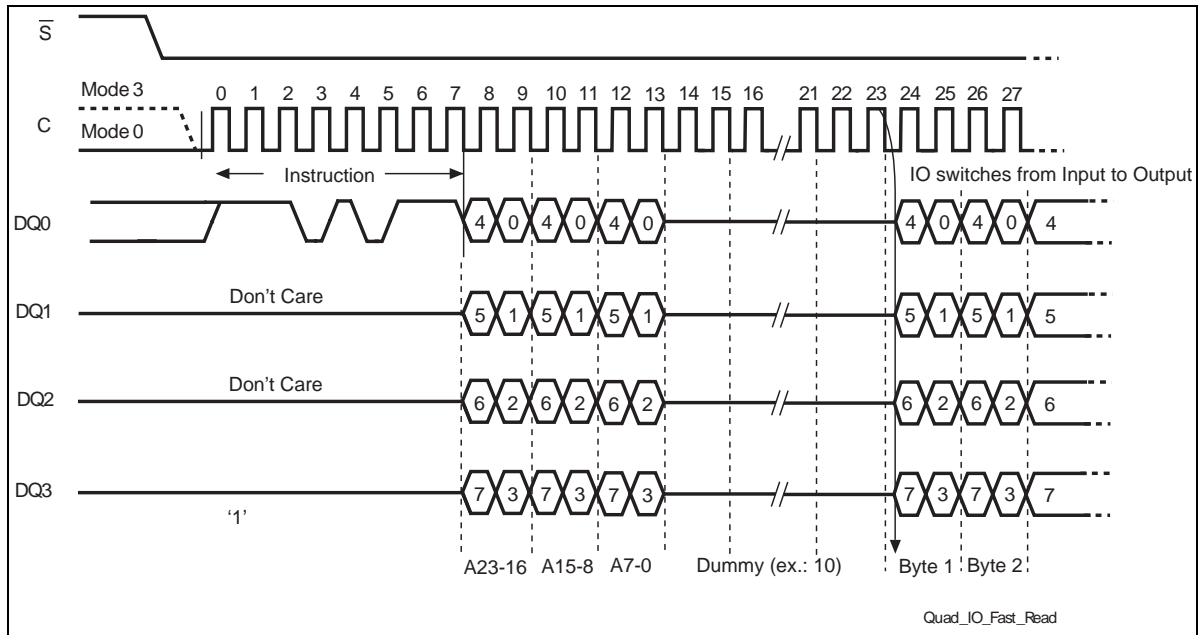 S
Mode 3
C
Mode 0
0 1 2 3 4 5 6 7 8 9 10 11 12 13 14 15 16 21 22 23 24 25 26 27
Instruction
IO switches from Input to Output
DQ0
4 0 4 0 4 0 4 0 4 0 4
Don't Care
DQ1
5 1 5 1 5 1 5 1 5 1 5
Don't Care
DQ2
6 2 6 2 6 2 6 2 6 2 6
DQ3
7 3 7 3 7 3 7 3 7 3 7
‘1’
A23-16 A15-8 A7-0 Dummy (ex.: 10) Byte 1 Byte 2
Quad_IO_Fast_Read